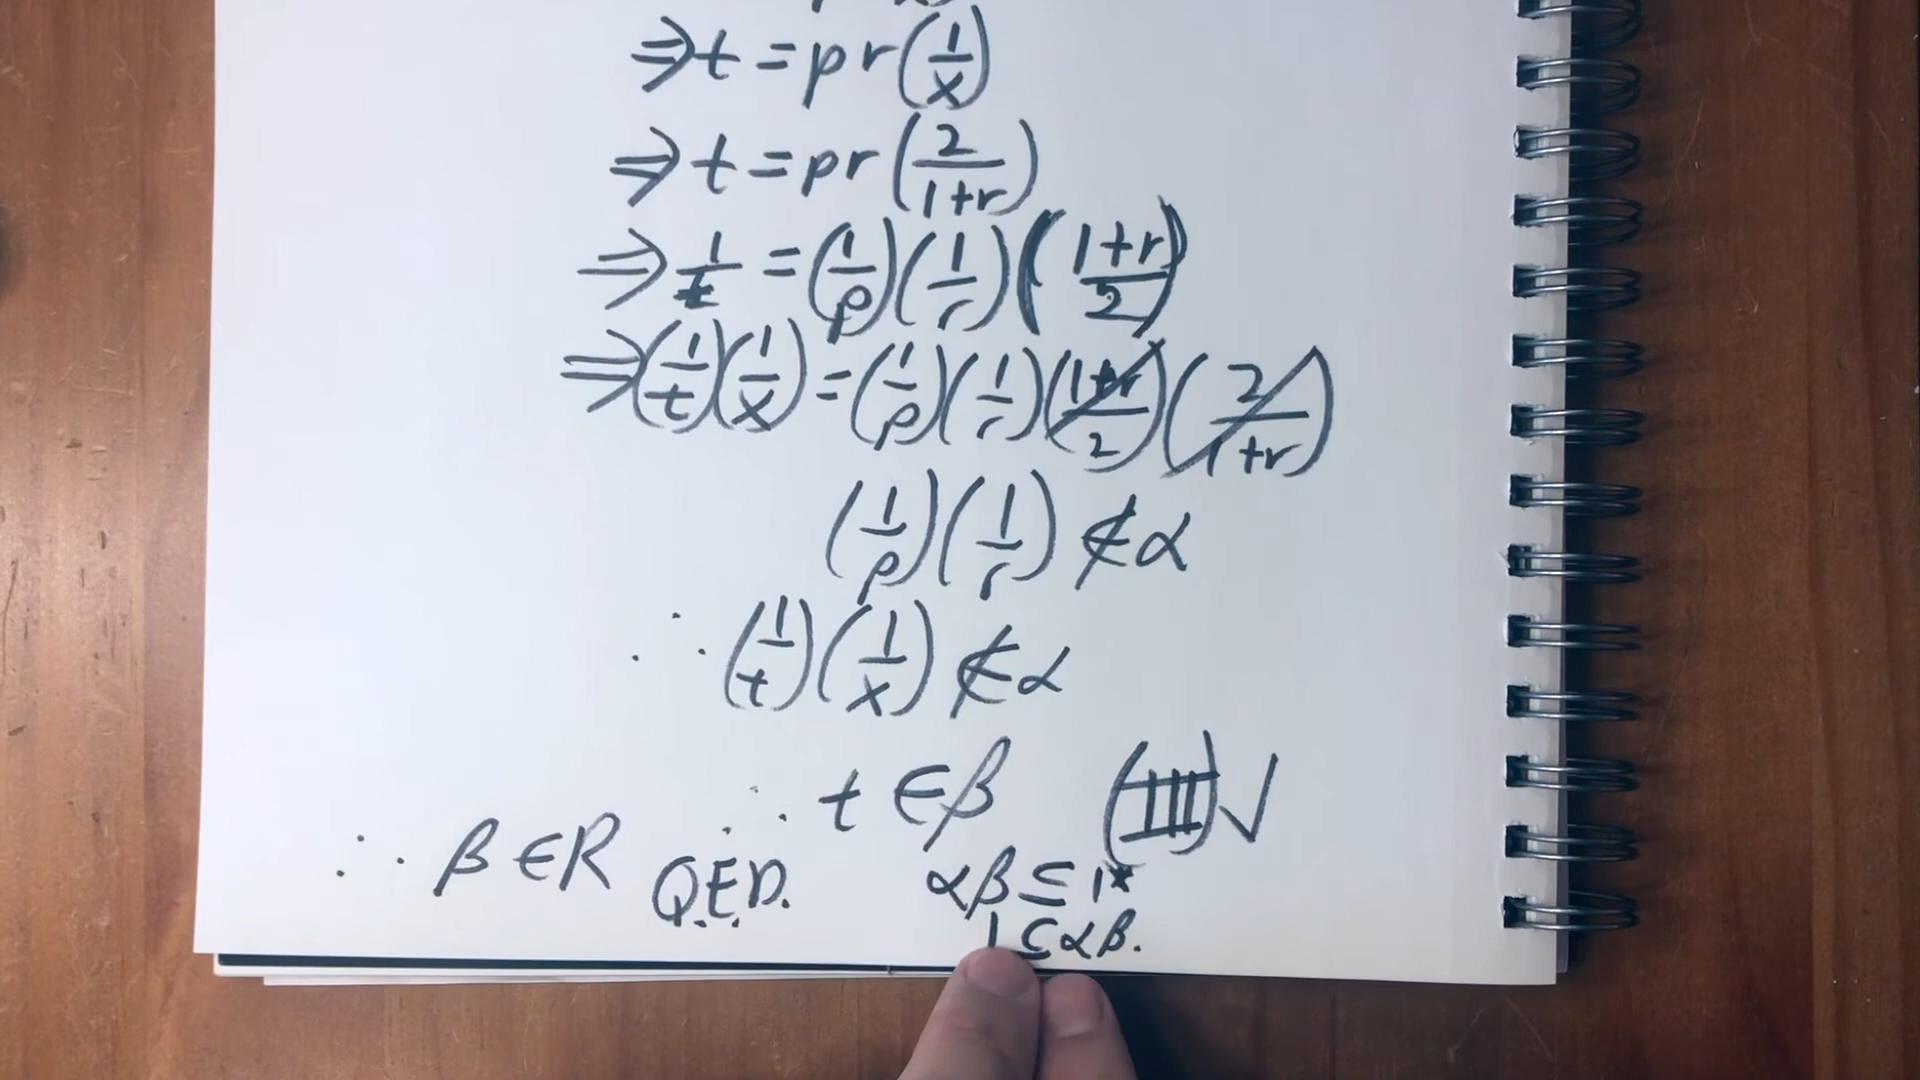 ⇒ t = pr(1/x)
⇒ t = pr(2/(1+r))
⇒ 1/t = (1/p)(1/r)((1+r)/2)
⇒ (1/t)(1/x) = (1/p)(1/r)((1+r)/2)(2/(1+r))
(1/p)(1/r) ∉ α
∴ (1/t)(1/x) ∉ α
∴ t ∈ β (III) ✓
∴ β ∈ R Q.E.D.
αβ ⊆ 1*
1 ⊆ αβ.